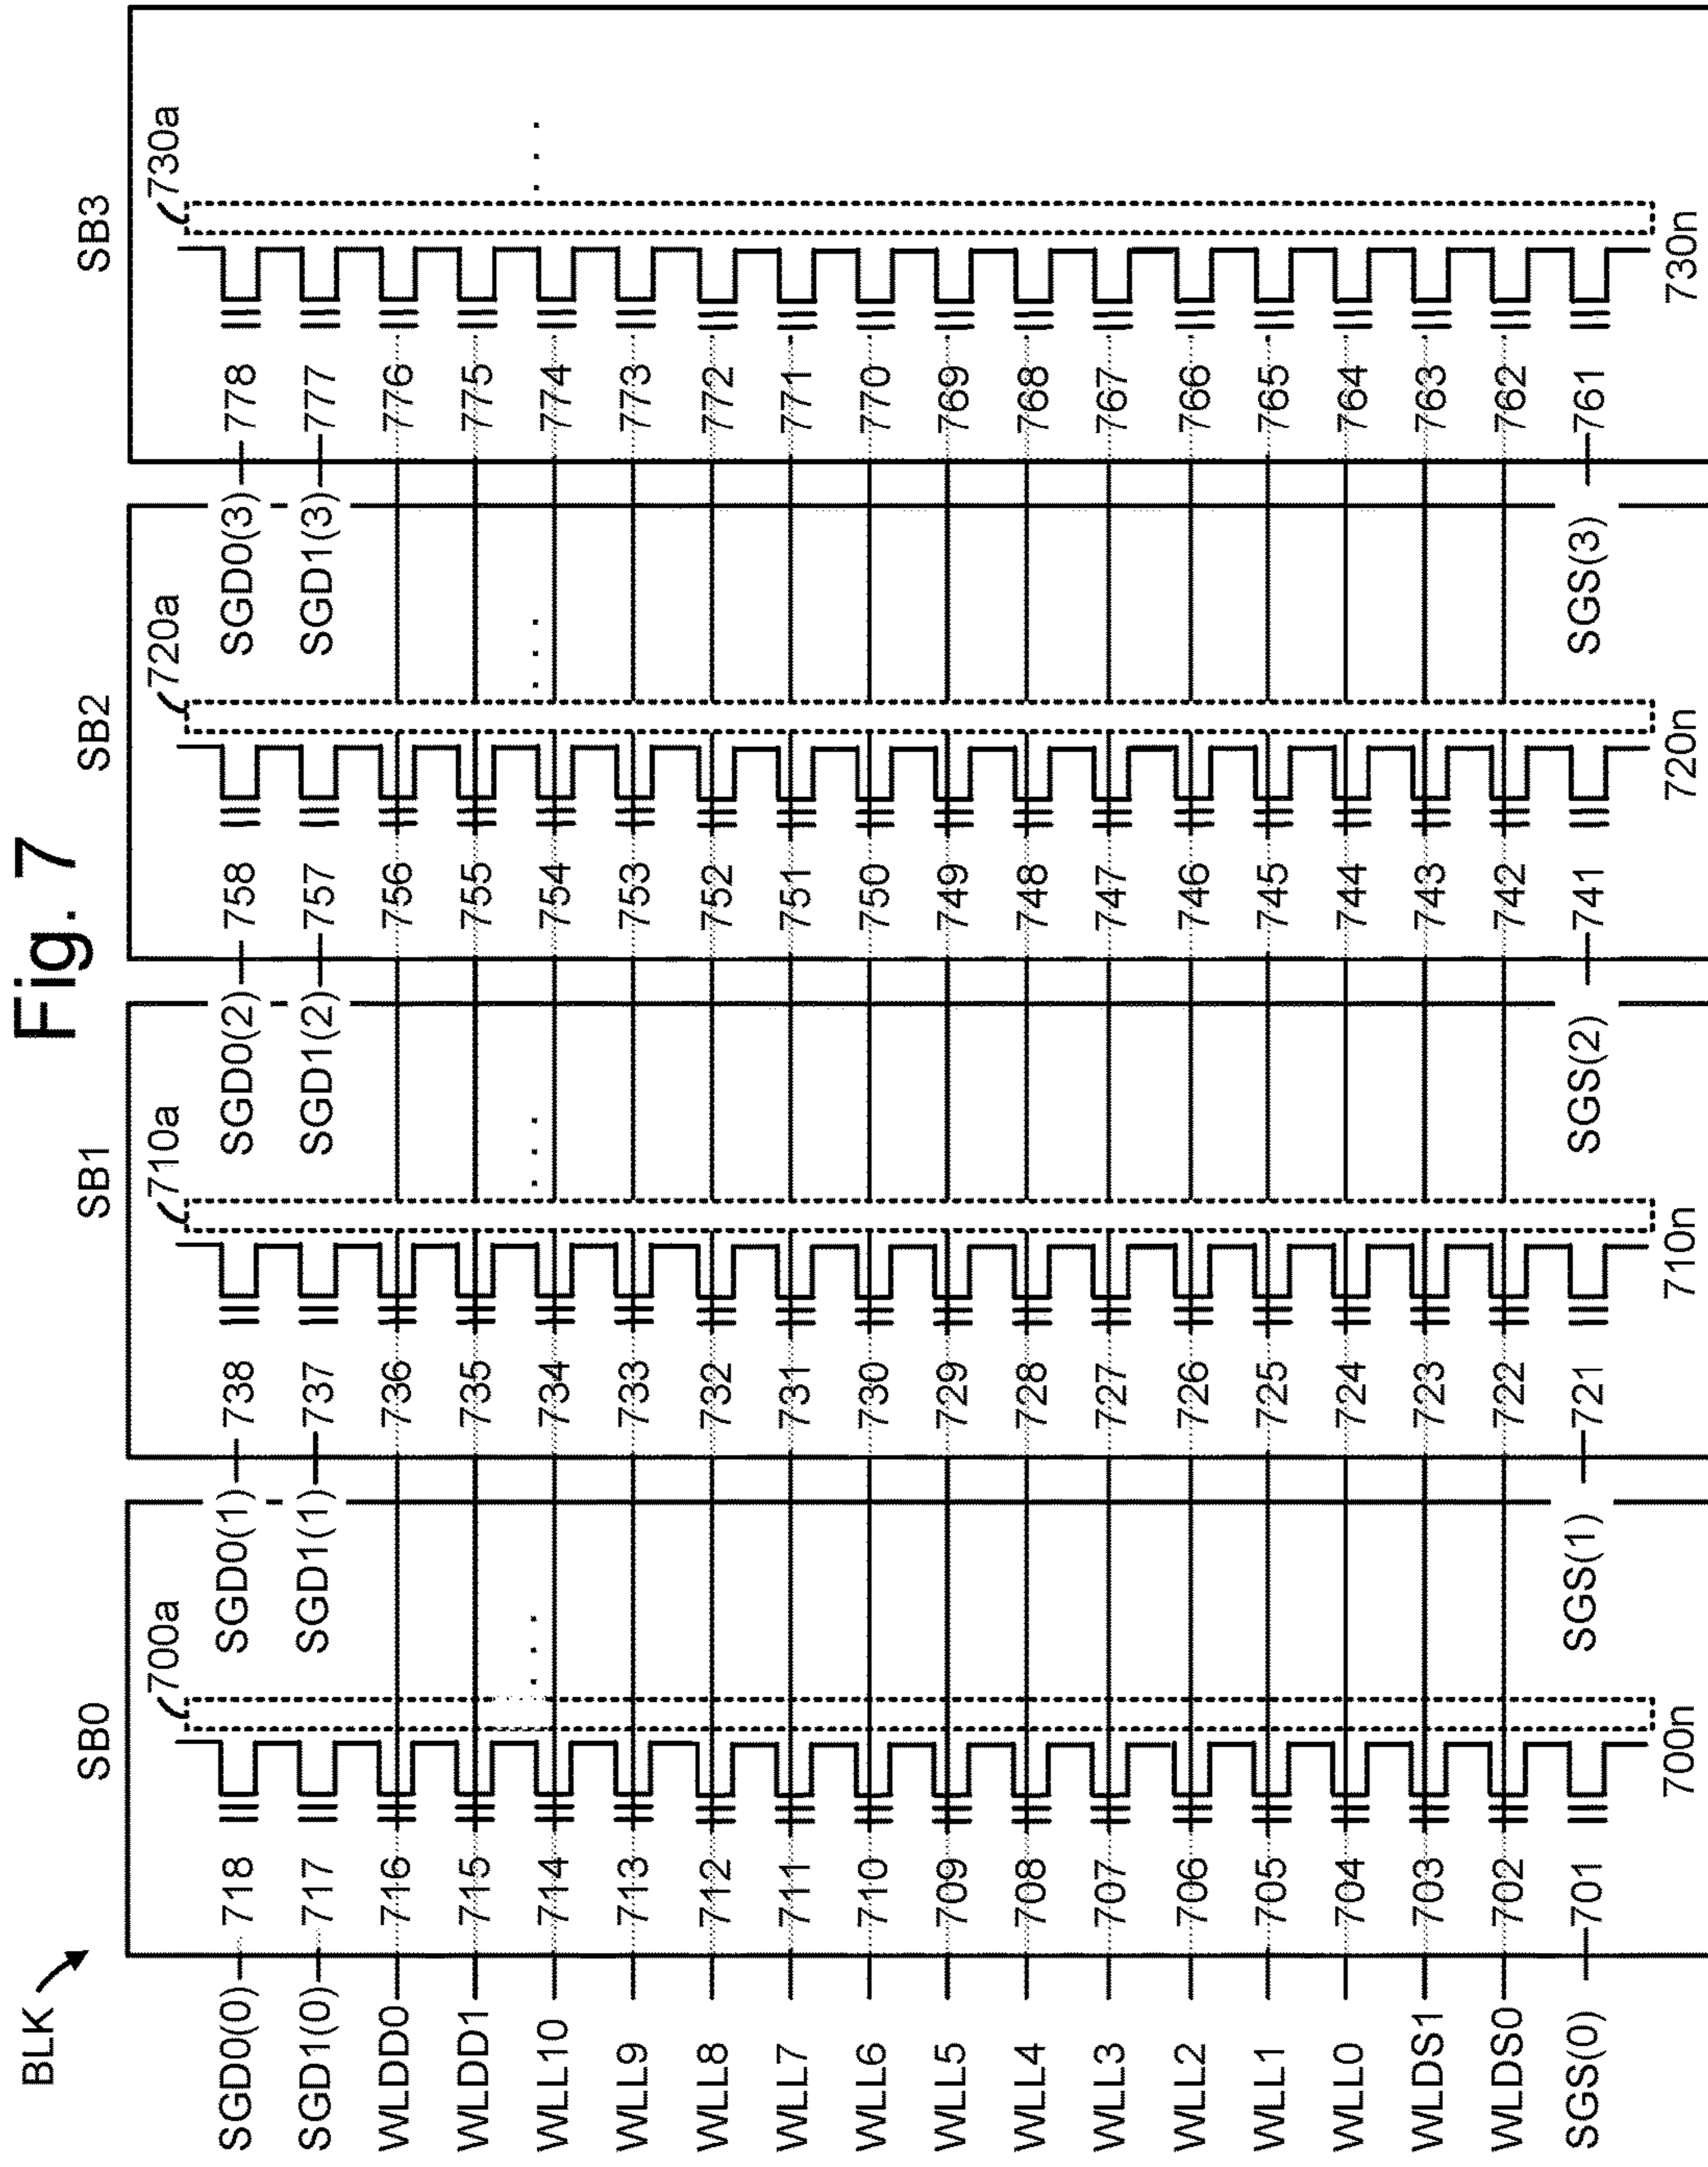 Fig. 7
BLK
SB0 SB1 SB2 SB3
700a 710a 720a 730a
SGD0(0) 718 SGD0(1) 738 SGD0(2) 758 SGD0(3) 778
SGD1(0) 717 SGD1(1) 737 SGD1(2) 757 SGD1(3) 777
WLDD0 716 736 756 776
WLDD1 715 735 755 775
WLL10 714 734 754 774
WLL9 713 733 753 773
WLL8 712 732 752 772
WLL7 711 731 751 771
WLL6 710 730 750 770
WLL5 709 729 749 769
WLL4 708 728 748 768
WLL3 707 727 747 767
WLL2 706 726 746 766
WLL1 705 725 745 765
WLL0 704 724 744 764
WLDS1 703 723 743 763
WLDS0 702 722 742 762
SGS(0) 701 SGS(1) 721 SGS(2) 741 SGS(3) 761
700n 710n 720n 730n